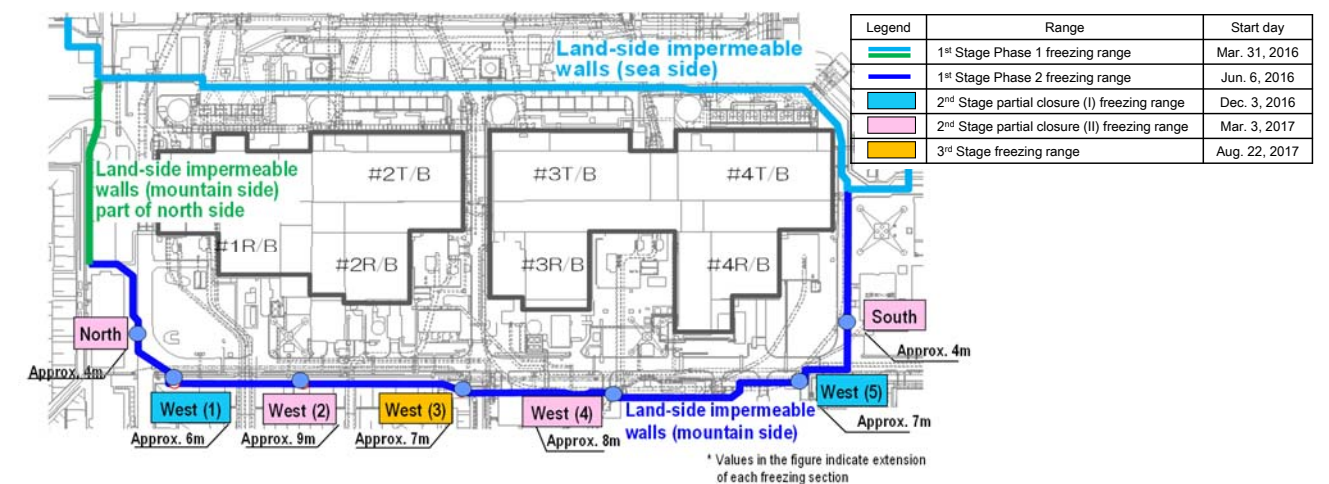 Land-side impermeable
walls (sea side)
Legend Range Start day
1st Stage Phase 1 freezing range Mar. 31, 2016
1st Stage Phase 2 freezing range Jun. 6, 2016
2nd Stage partial closure (I) freezing range Dec. 3, 2016
2nd Stage partial closure (II) freezing range Mar. 3, 2017
3rd Stage freezing range Aug. 22, 2017
Land-side impermeable
walls (mountain side)
part of north side
#2T/B
#3T/B
#4T/B
#1R/B
#2R/B
#3R/B
#4R/B
North
Approx. 4m
South
Approx. 4m
West (1)
Approx. 6m
West (2)
Approx. 9m
West (3)
Approx. 7m
West (4)
Approx. 8m
West (5)
Approx. 7m
Land-side impermeable
walls (mountain side)
* Values in the figure indicate extension
of each freezing section